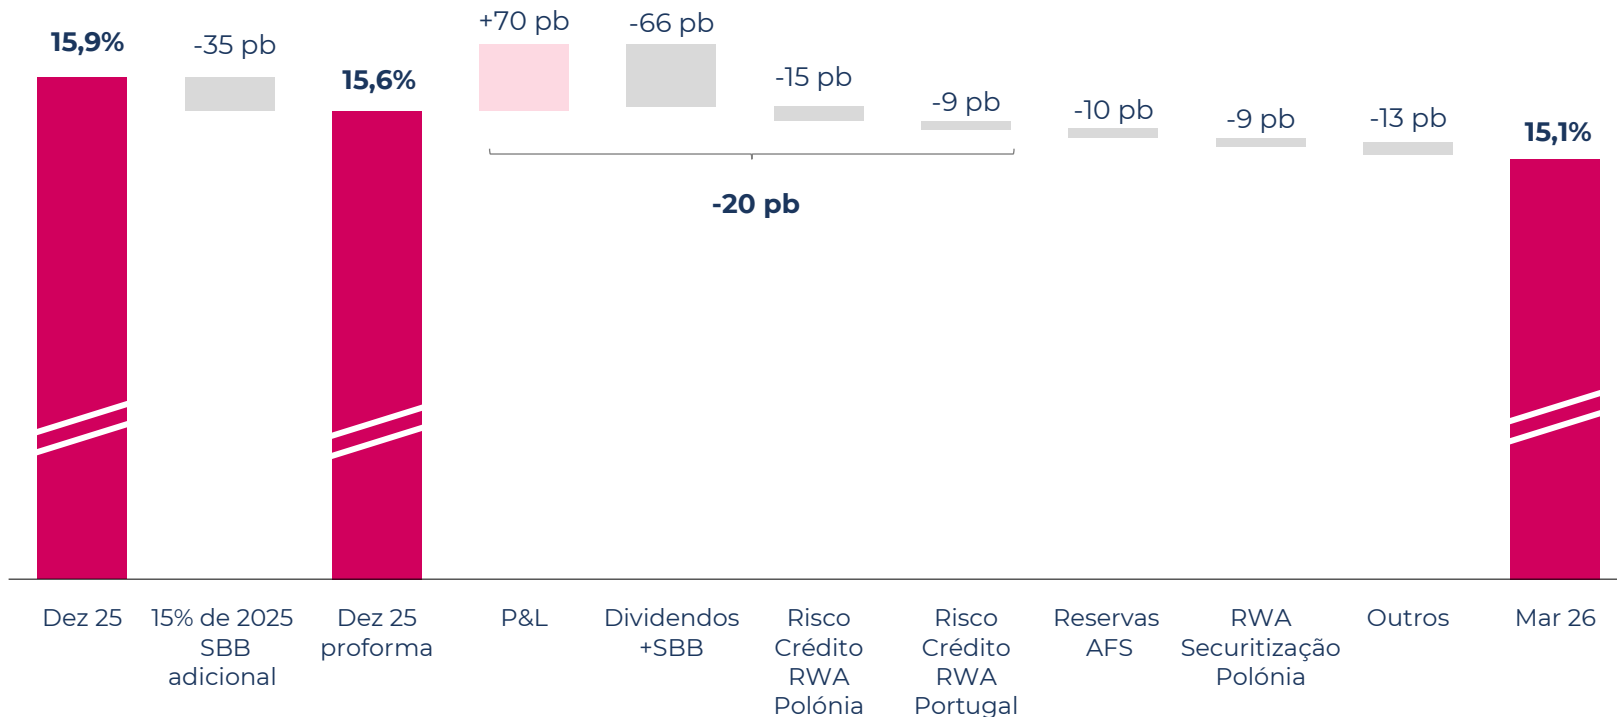 15,9%
-35 pb
15,6%
+70 pb
-66 pb
-15 pb
-9 pb
-10 pb
-9 pb
-13 pb
15,1%
-20 pb
Dez 25
15% de 2025
SBB
adicional
Dez 25
proforma
P&L
Dividendos
+SBB
Risco
Crédito
RWA
Polónia
Risco
Crédito
RWA
Portugal
Reservas
AFS
RWA
Securitização
Polónia
Outros
Mar 26